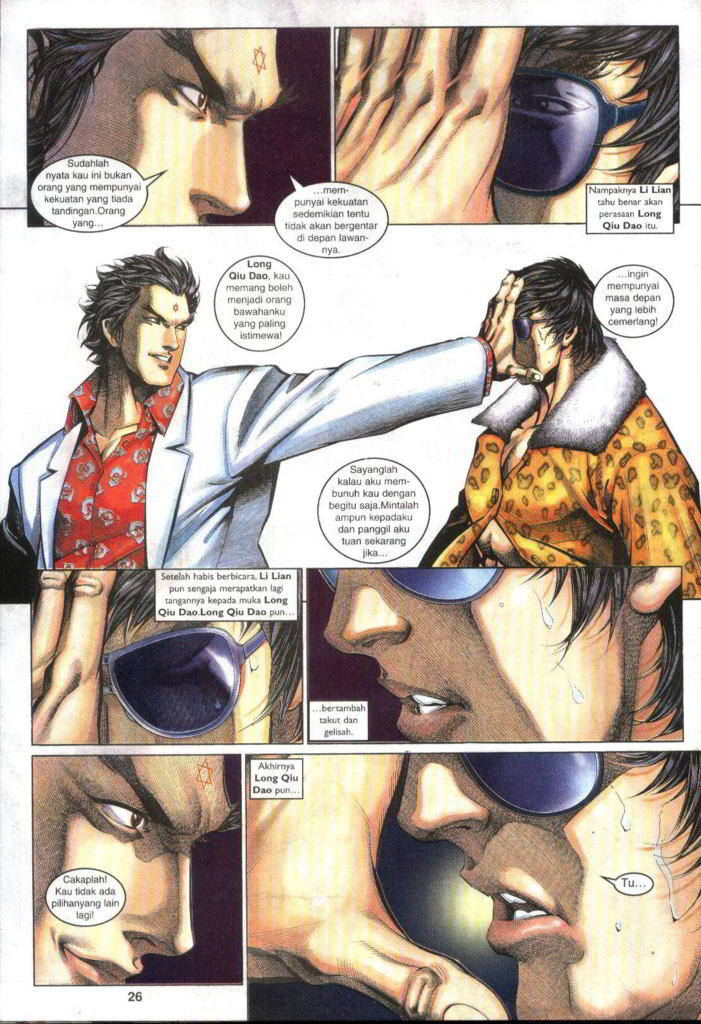 Sudahlah
nyata kau ini bukan
orang yang mempunyai
kekuatan yang tiada
tandingan.Orang
yang...
...mem-
punyai kekuatan
sedemikian tentu
tidak akan bergentar
di depan lawan-
nya.
Nampaknya Li Lian
tahu benar akan
perasaan Long
Qiu Dao itu.
Long
Qiu Dao, kau
memang boleh
menjadi orang
bawahanku
yang paling
istimewa!
...ingin
mempunyai
masa depan
yang lebih
cemerlang!
Sayanglah
kalau aku mem-
bunuh kau dengan
begitu saja.Mintalah
ampun kepadaku
dan panggil aku
tuan sekarang
jika...
Setelah habis berbicara, Li Lian
pun sengaja merapatkan lagi
tangannya kepada muka Long
Qiu Dao.Long Qiu Dao pun...
...bertambah
takut dan
gelisah.
Cakaplah!
Kau tidak ada
pilihanyang lain
lagi!
Akhirnya
Long Qiu
Dao pun...
Tu...
26